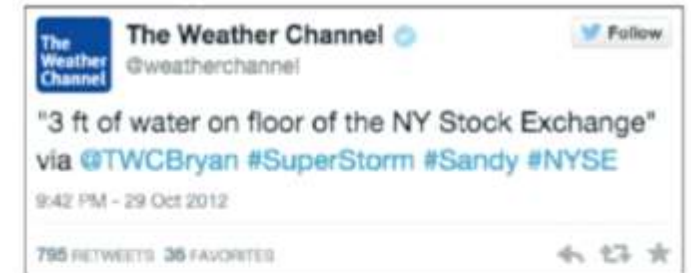 The Weather Channel
The Weather Channel
Follow
@weatherchannel
"3 ft of water on floor of the NY Stock Exchange"
via @TWCBryan #SuperStorm #Sandy #NYSE
9:42 PM - 29 Oct 2012
795 RETWEETS 36 FAVORITES